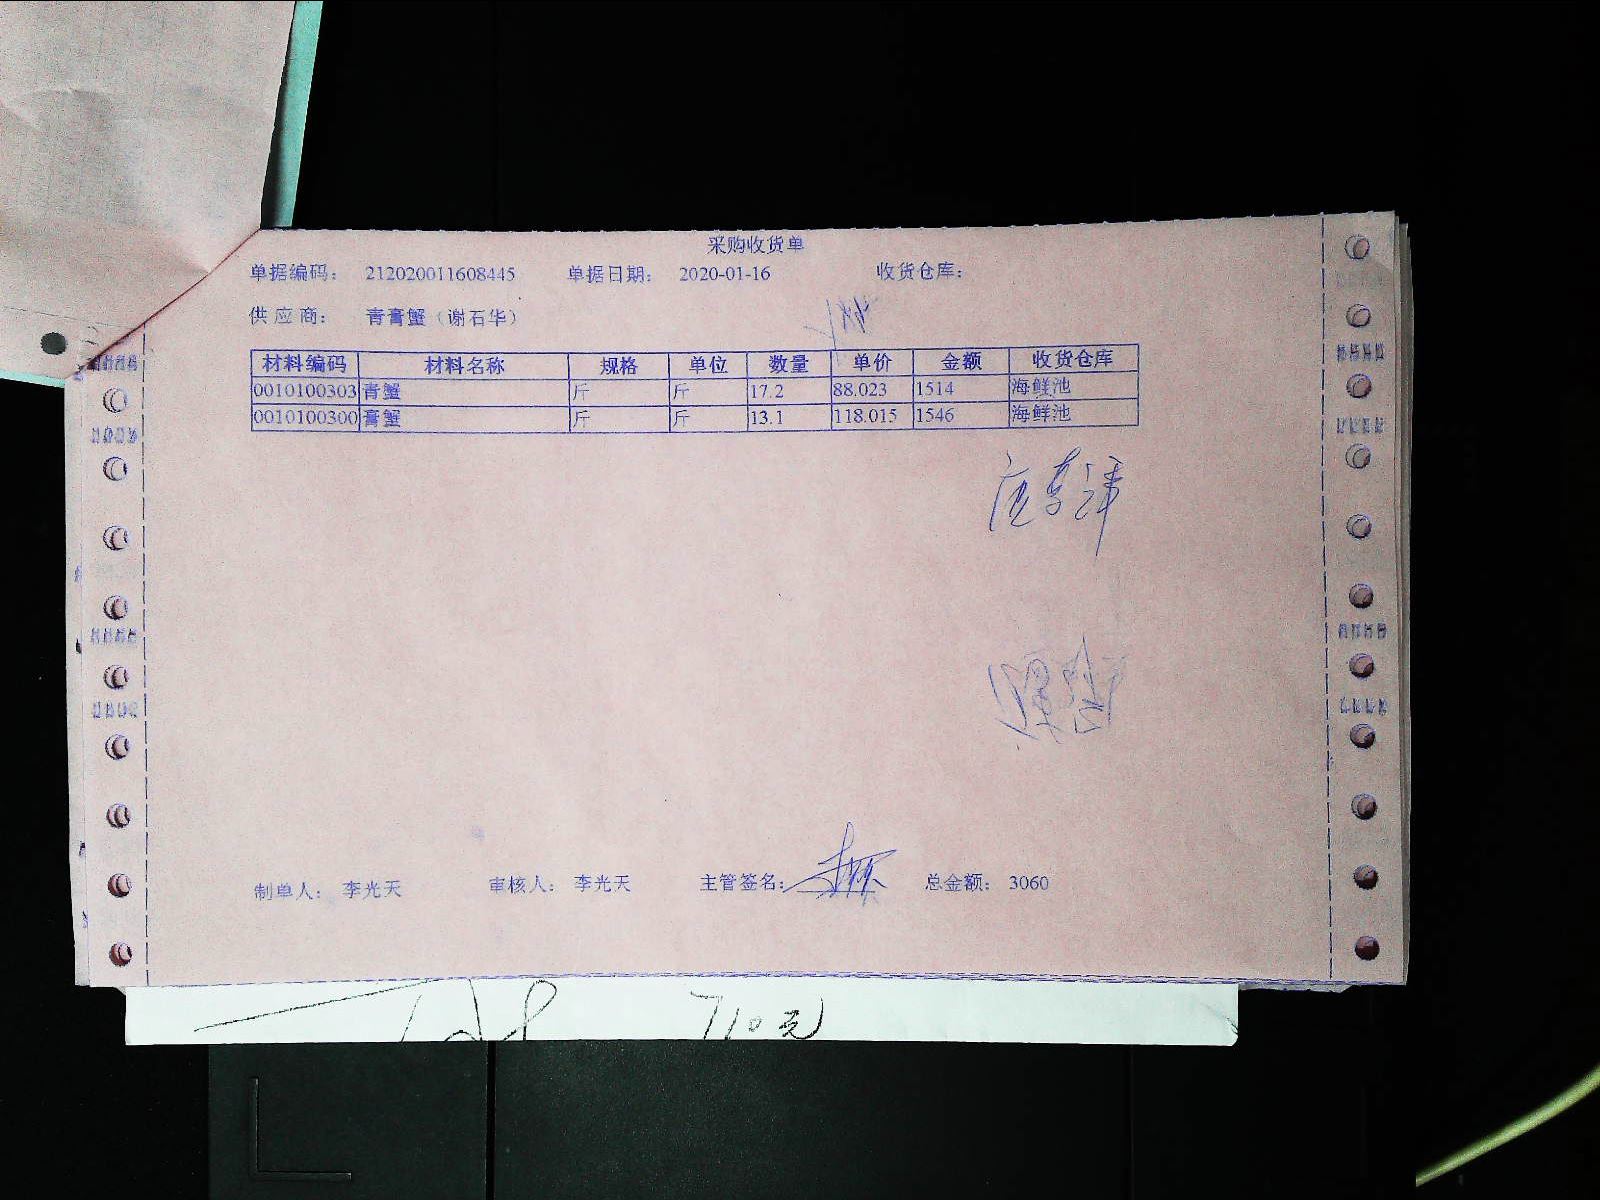 采购收货单
单据编码： 212020011608445 单据日期： 2020-01-16 收货仓库：
供 应 商： 青膏蟹（谢石华）
材料编码 材料名称 规格 单位 数量 单价 金额 收货仓库
0010100303 青蟹 斤 斤 17.2 88.023 1514 海鲜池
0010100300 膏蟹 斤 斤 13.1 118.015 1546 海鲜池
制单人： 李光天 审核人： 李光天 主管签名： 总金额： 3060
710元